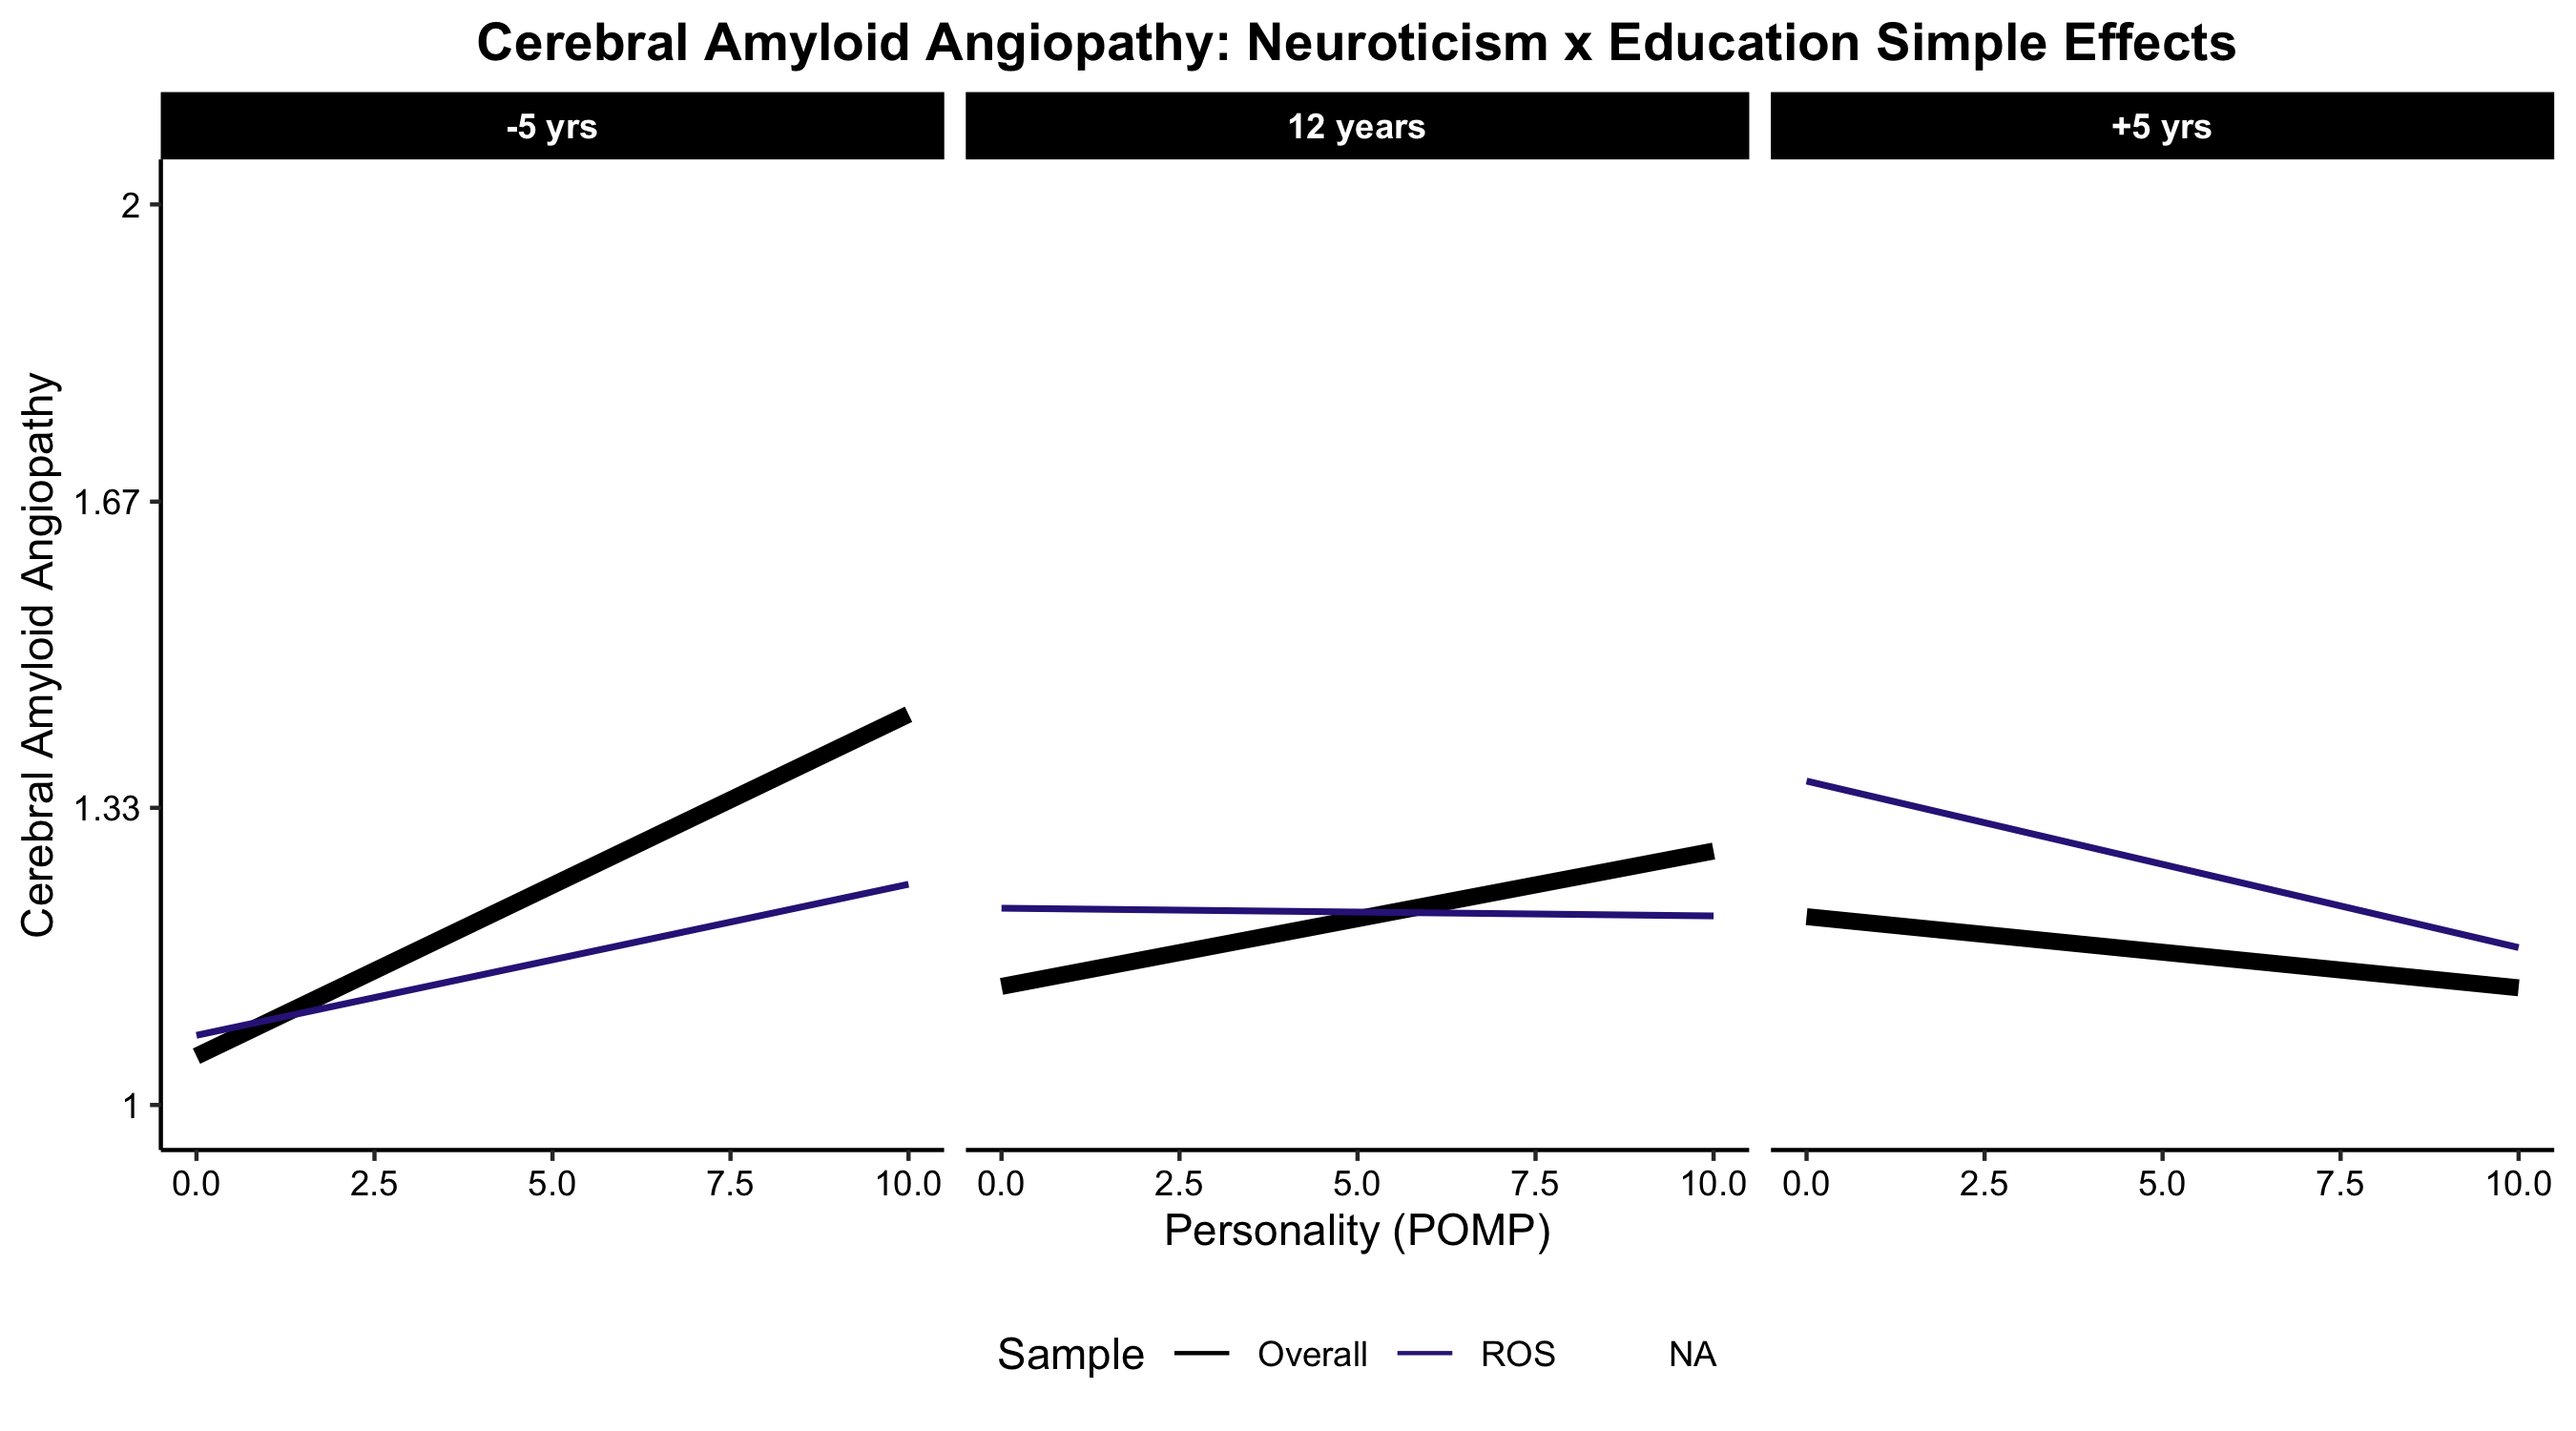 Cerebral Amyloid Angiopathy: Neuroticism x Education Simple Effects
-5 yrs 12 years +5 yrs
Cerebral Amyloid Angiopathy
2
1.67
1.33
1
0.0 2.5 5.0 7.5 10.0 0.0 2.5 5.0 7.5 10.0 0.0 2.5 5.0 7.5 10.0
Personality (POMP)
Sample Overall ROS NA